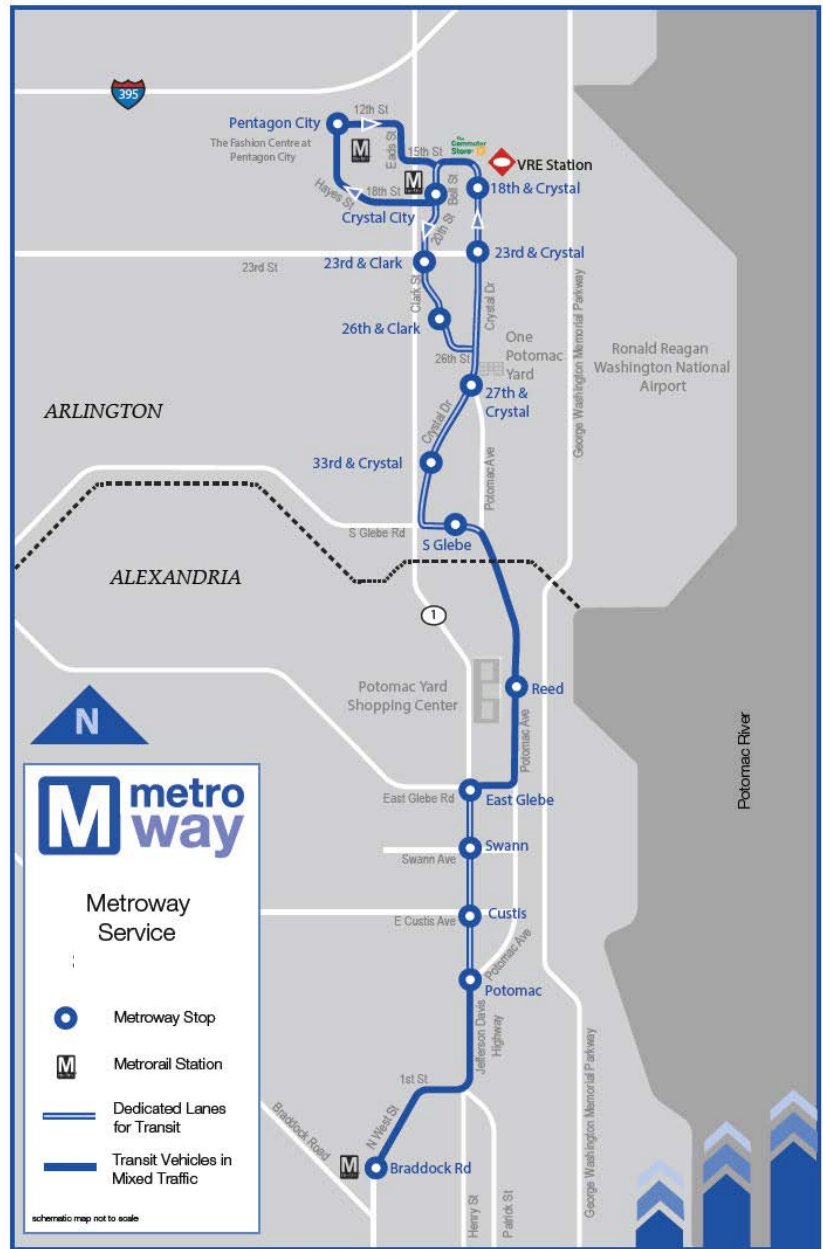 395
12th St
Pentagon City
The Fashion Centre at
Pentagon City
M
Eads St
15th St
The
Commuter
Store
VRE Station
M
Hayes St
18th St
Bell St
18th & Crystal
Crystal City
20th St
23rd St
23rd & Clark
23rd & Crystal
Clark St
Crystal Dr
George Washington Memorial Parkway
26th & Clark
26th St
One
Potomac
Yard
Ronald Reagan
Washington National
Airport
27th &
Crystal
ARLINGTON
Crystal Dr
33rd & Crystal
Potomac Ave
S Glebe Rd
S Glebe
ALEXANDRIA
1
Potomac Yard
Shopping Center
Reed
Potomac Ave
Potomac River
N
East Glebe Rd
East Glebe
Swann
Swann Ave
Custis
E Custis Ave
Potomac Ave
Potomac
Jefferson Davis
Highway
George Washington Memorial Parkway
1st St
N West St
Braddock Road
M
Braddock Rd
Henry St
Patrick St
M metro
way
Metroway
Service
:
Metroway Stop
M
Metrorail Station
Dedicated Lanes
for Transit
Transit Vehicles in
Mixed Traffic
schematic map not to scale